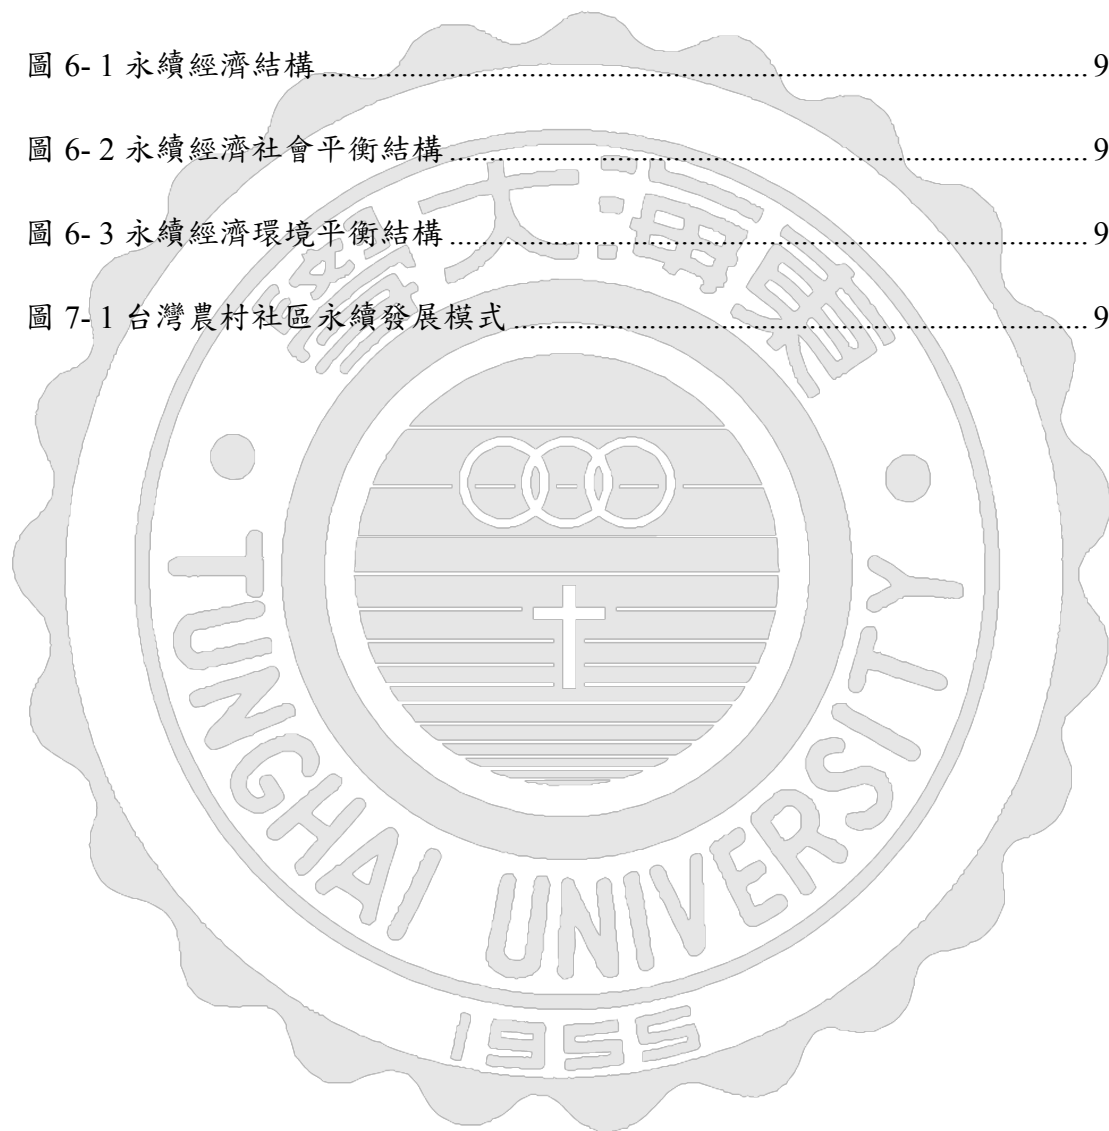 圖 6- 1 永續經濟結構 ........................ 9
圖 6- 2 永續經濟社會平衡結構 ........................ 9
圖 6- 3 永續經濟環境平衡結構 ........................ 9
圖 7- 1 台灣農村社區永續發展模式 ........................ 9
學大海東
TUNGHAI UNIVERSITY
1955